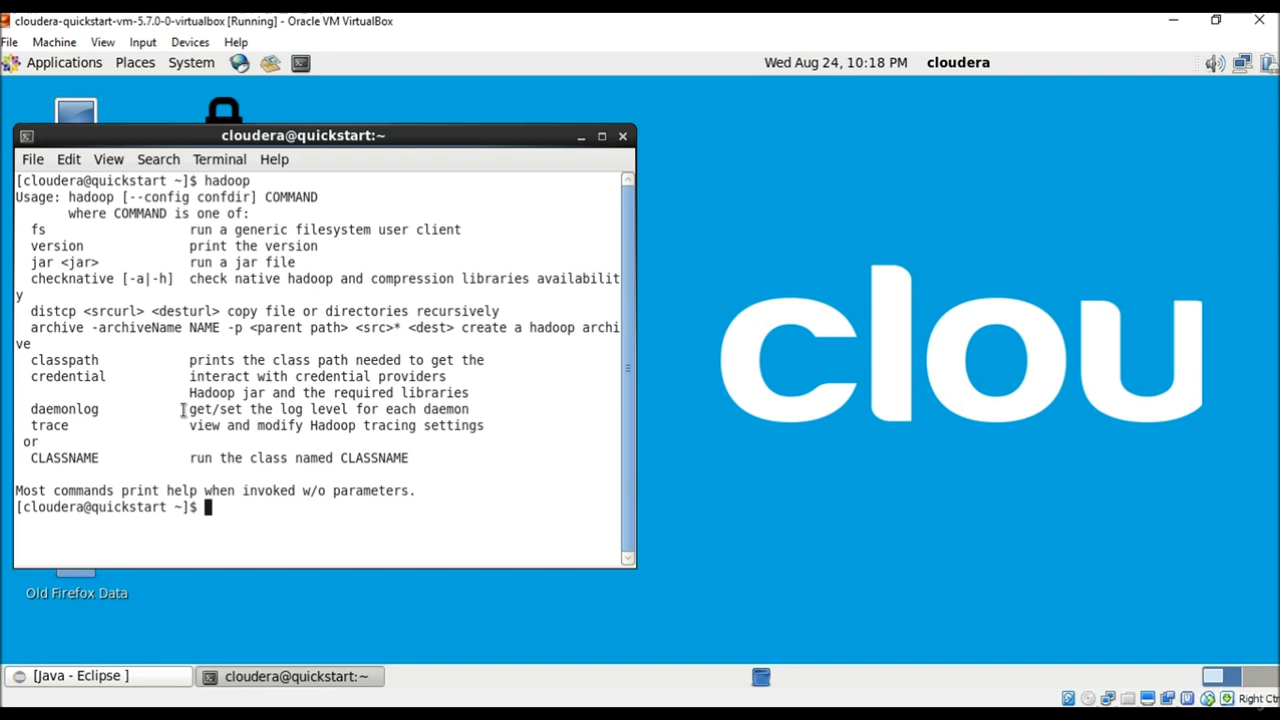 cloudera-quickstart-vm-5.7.0-0-virtualbox [Running] - Oracle VM VirtualBox
File Machine View Input Devices Help
Applications Places System Wed Aug 24, 10:18 PM cloudera
cloudera@quickstart:~
File Edit View Search Terminal Help
[cloudera@quickstart ~]$ hadoop
Usage: hadoop [--config confdir] COMMAND
where COMMAND is one of:
fs run a generic filesystem user client
version print the version
jar <jar> run a jar file
checknative [-a|-h] check native hadoop and compression libraries availabilit
y
distcp <srcurl> <desturl> copy file or directories recursively
archive -archiveName NAME -p <parent path> <src>* <dest> create a hadoop archi
ve
classpath prints the class path needed to get the
credential interact with credential providers
Hadoop jar and the required libraries
daemonlog get/set the log level for each daemon
trace view and modify Hadoop tracing settings
or
CLASSNAME run the class named CLASSNAME
Most commands print help when invoked w/o parameters.
[cloudera@quickstart ~]$
clou
Old Firefox Data
[Java - Eclipse ] cloudera@quickstart:~
Right Ctr